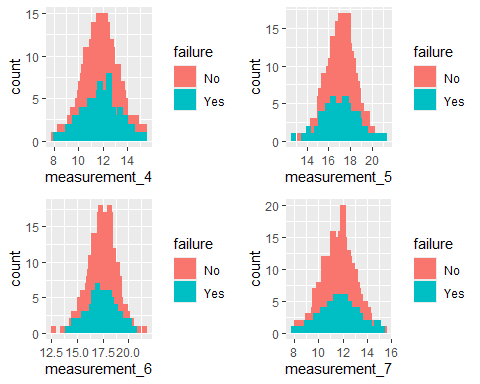 15
10
5
0
count
8 10 12 14
measurement_4
failure
No
Yes
15
10
5
0
count
14 16 18 20
measurement_5
failure
No
Yes
15
10
5
0
count
12.5 15.0 17.5 20.0
measurement_6
failure
No
Yes
20
15
10
5
0
count
8 10 12 14 16
measurement_7
failure
No
Yes